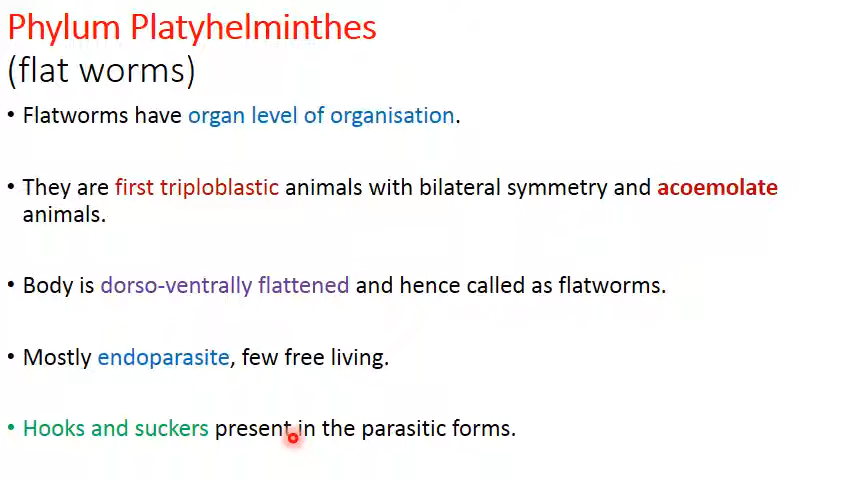 Phylum Platyhelminthes
(flat worms)
• Flatworms have organ level of organisation.
• They are first triploblastic animals with bilateral symmetry and acoemolate
animals.
• Body is dorso-ventrally flattened and hence called as flatworms.
• Mostly endoparasite, few free living.
• Hooks and suckers present in the parasitic forms.